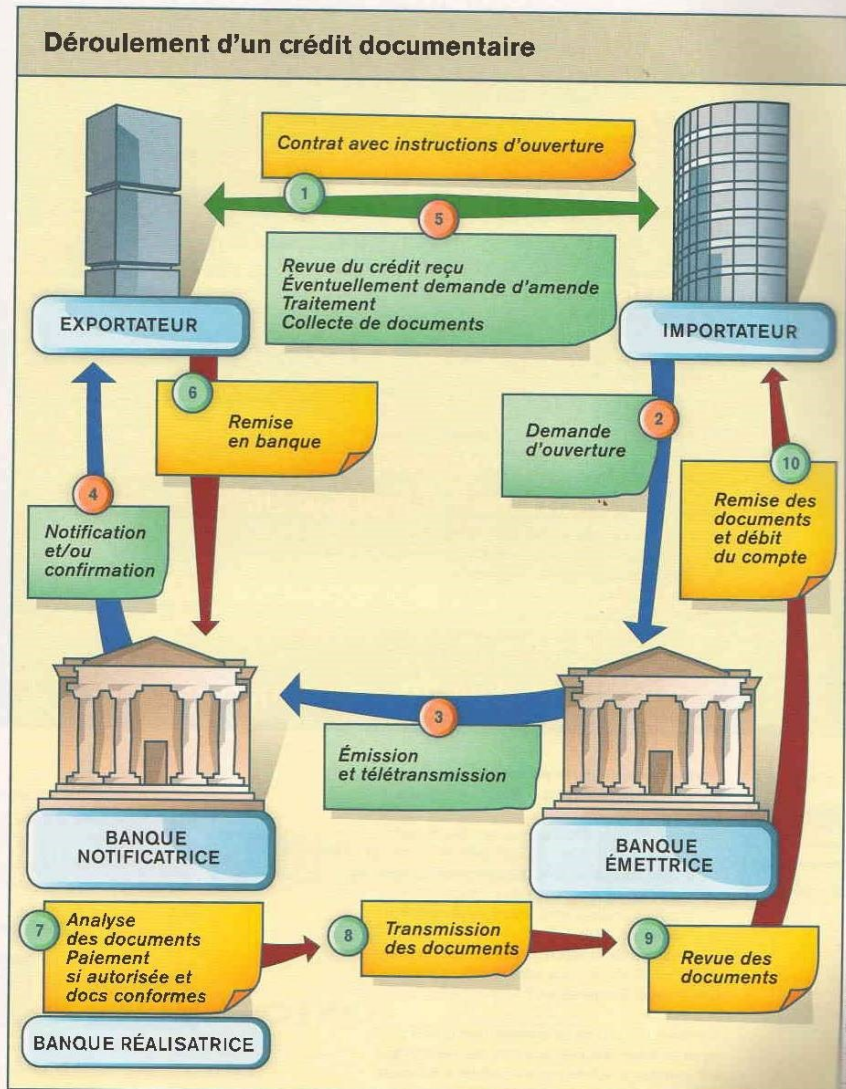 Déroulement d'un crédit documentaire
Contrat avec instructions d'ouverture
1
5
Revue du crédit reçu
Éventuellement demande d'amende
Traitement
Collecte de documents
EXPORTATEUR
IMPORTATEUR
6
Remise
en banque
2
Demande
d'ouverture
4
Notification
et/ou
confirmation
10
Remise des
documents
et débit
du compte
3
Émission
et télétransmission
BANQUE
NOTIFICATRICE
BANQUE
ÉMETTRICE
7
Analyse
des documents
Paiement
si autorisée et
docs conformes
8
Transmission
des documents
9
Revue des
documents
BANQUE RÉALISATRICE